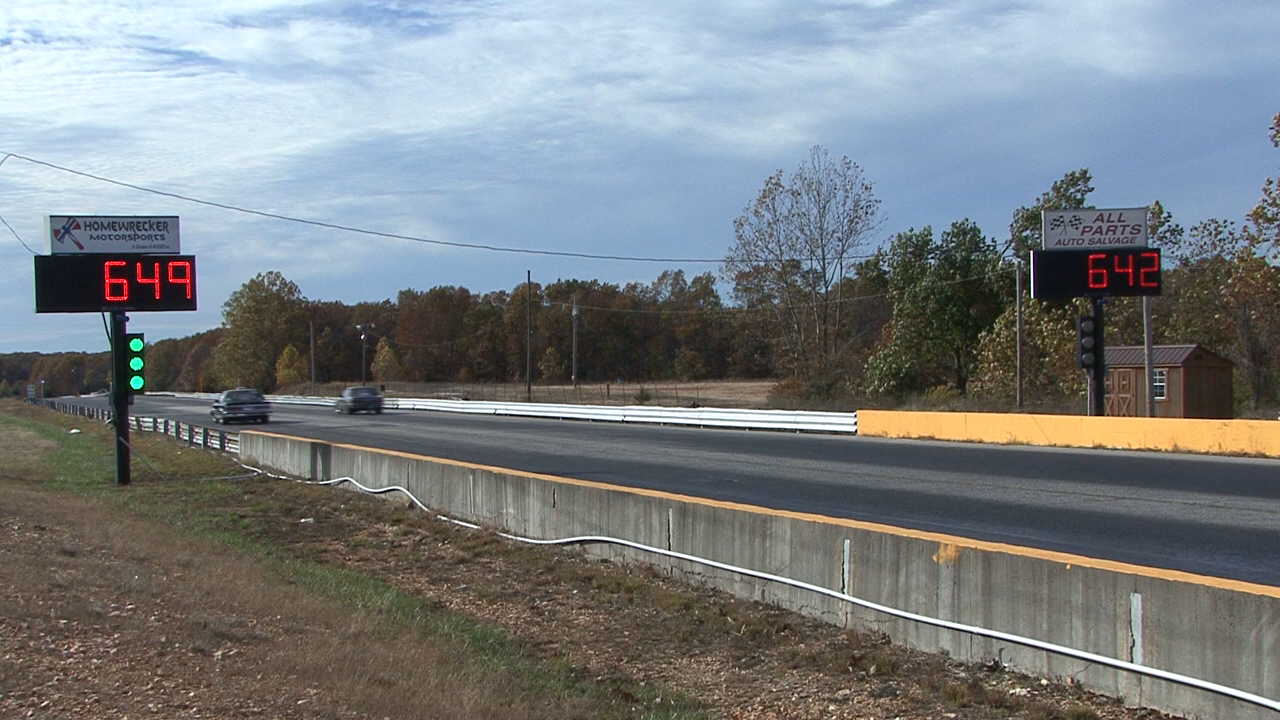 HOMEWRECKER
MOTORSPORTS
649
ALL
PARTS
AUTO SALVAGE
642